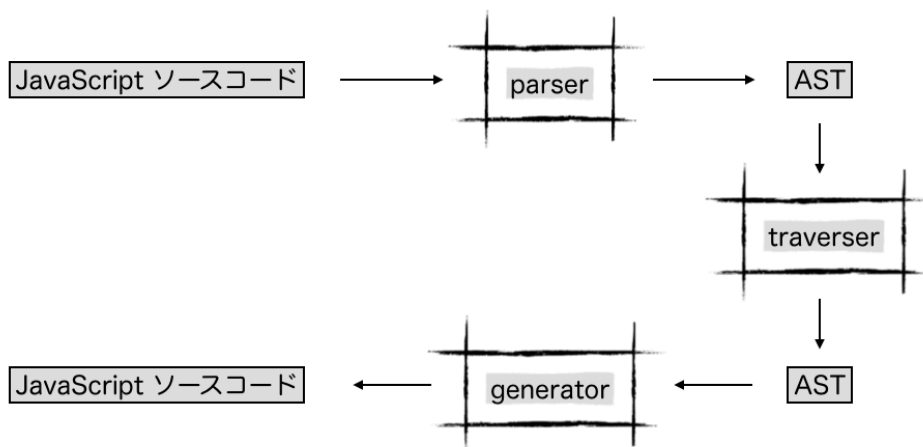 JavaScript ソースコード
parser
AST
traverser
JavaScript ソースコード
generator
AST